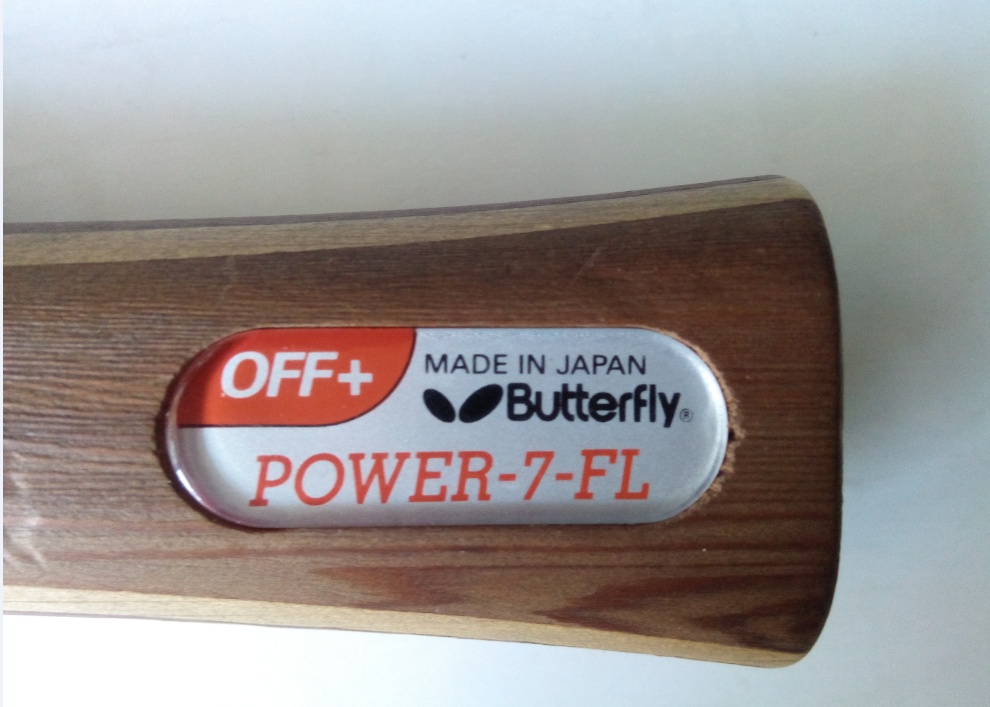 OFF+
MADE IN JAPAN
Butterfly®
POWER-7-FL